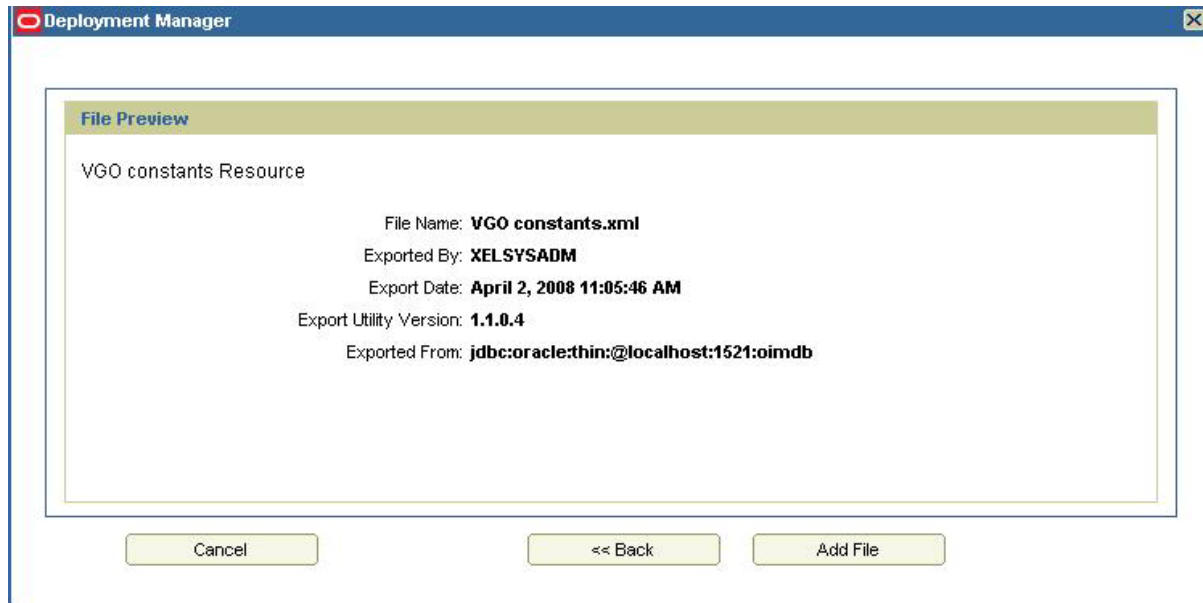 Deployment Manager
File Preview
VGO constants Resource
File Name: VGO constants.xml
Exported By: XELSYSADM
Export Date: April 2, 2008 11:05:46 AM
Export Utility Version: 1.1.0.4
Exported From: jdbc:oracle:thin:@localhost:1521:oimdb
Cancel << Back Add File